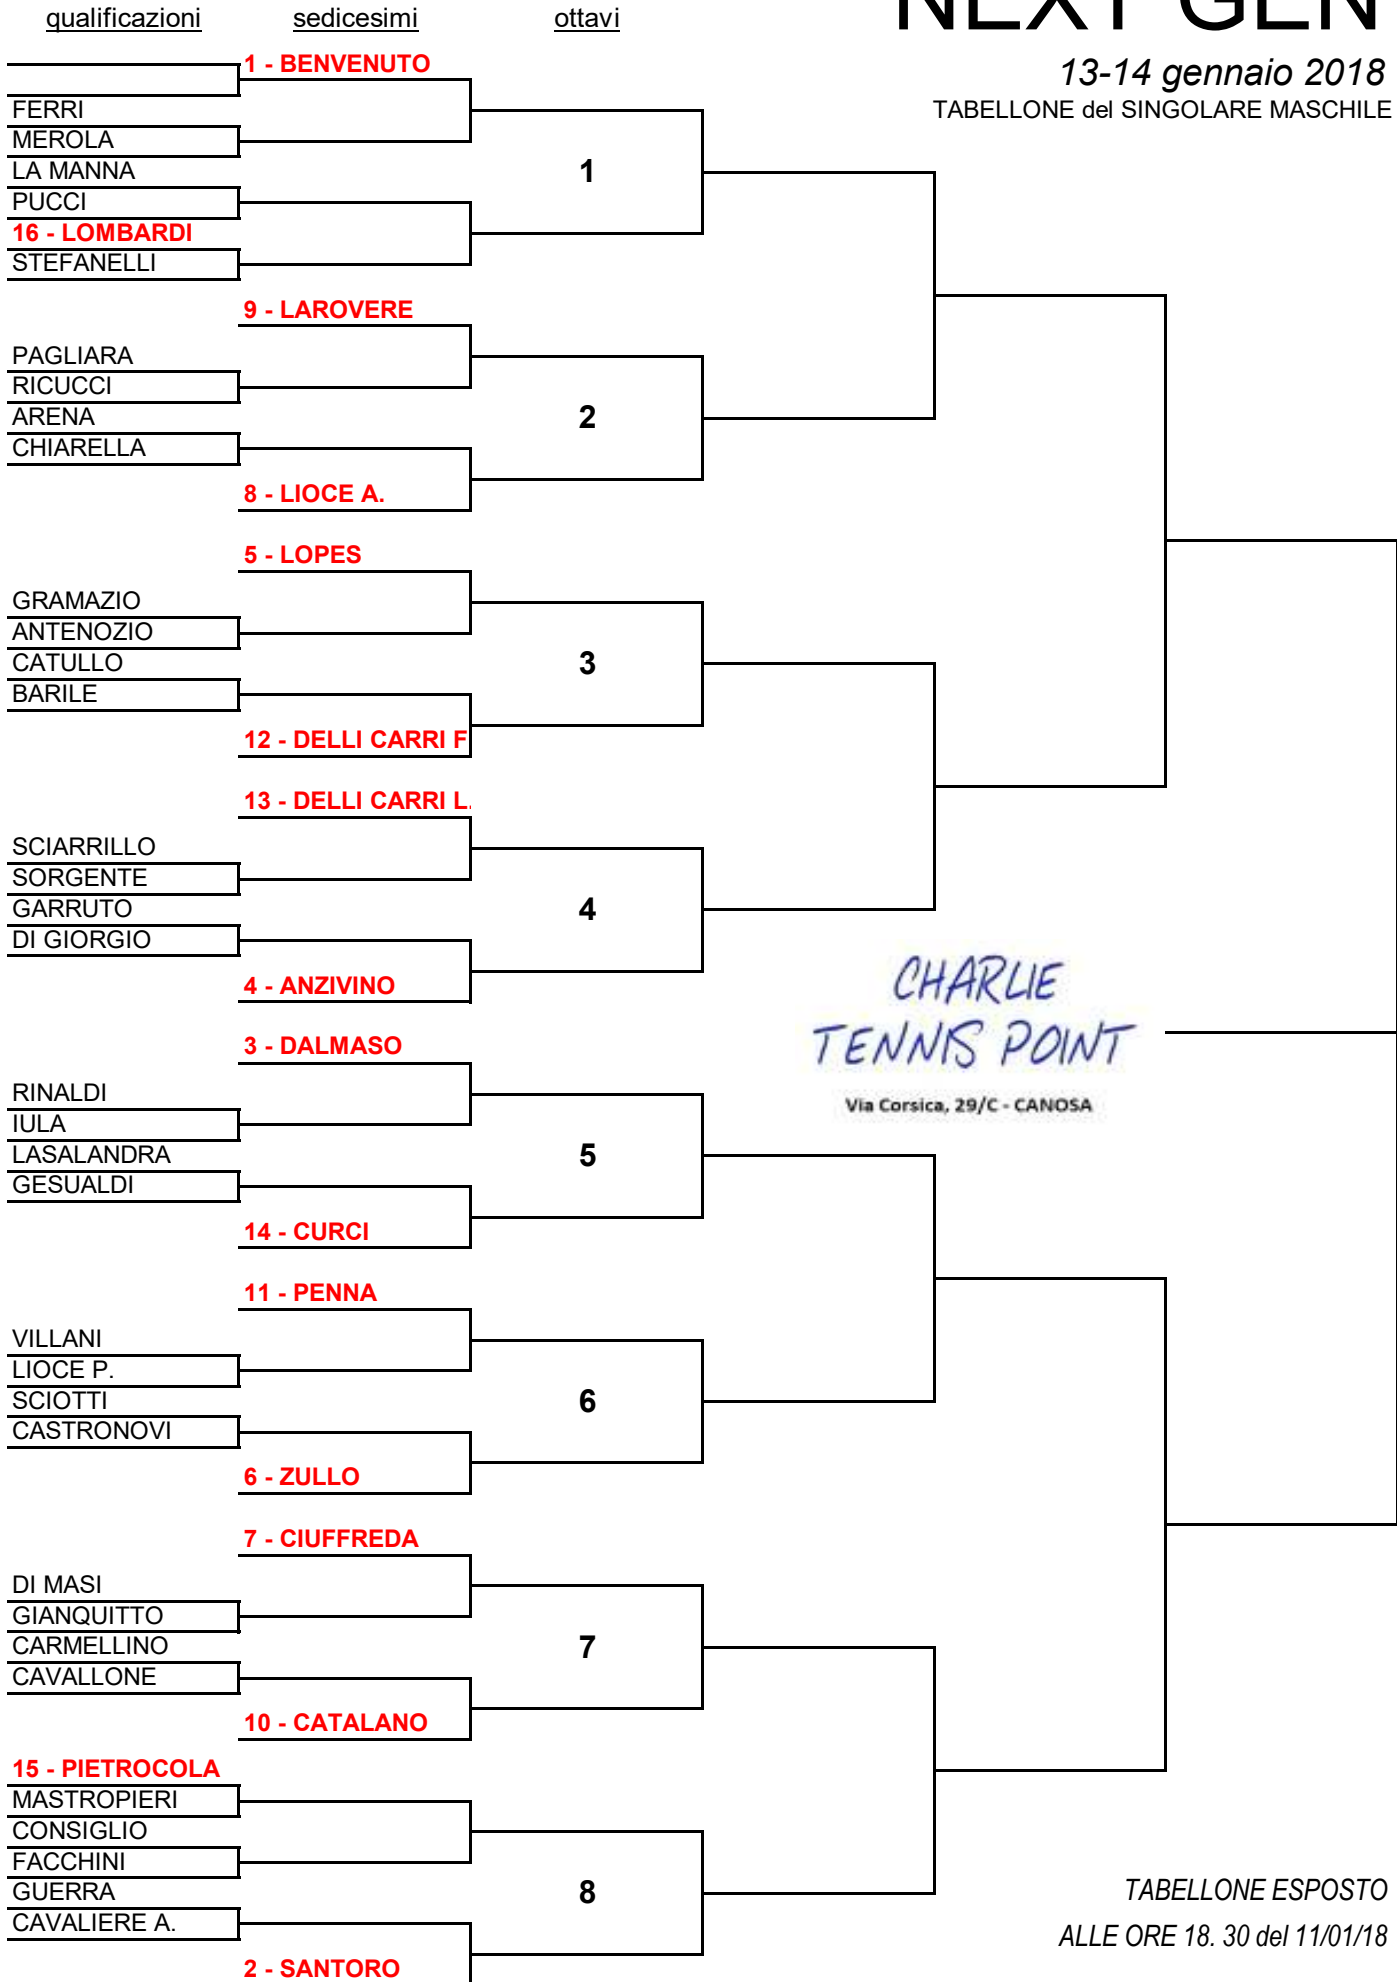 qualificazioni sedicesimi ottavi
NEXT GEN
13-14 gennaio 2018
TABELLONE del SINGOLARE MASCHILE
1 - BENVENUTO
FERRI
MEROLA
LA MANNA
1
PUCCI
16 - LOMBARDI
STEFANELLI
9 - LAROVERE
PAGLIARA
RICUCCI
ARENA
2
CHIARELLA
8 - LIOCE A.
5 - LOPES
GRAMAZIO
ANTENOZIO
CATULLO
3
BARILE
12 - DELLI CARRI F
13 - DELLI CARRI L.
SCIARRILLO
SORGENTE
GARRUTO
4
DI GIORGIO
4 - ANZIVINO
CHARLIE
TENNIS POINT
Via Corsica, 29/C - CANOSA
3 - DALMASO
RINALDI
IULA
LASALANDRA
5
GESUALDI
14 - CURCI
11 - PENNA
VILLANI
LIOCE P.
SCIOTTI
6
CASTRONOVI
6 - ZULLO
7 - CIUFFREDA
DI MASI
GIANQUITTO
CARMELLINO
7
CAVALLONE
10 - CATALANO
15 - PIETROCOLA
MASTROPIERI
CONSIGLIO
FACCHINI
GUERRA
8
CAVALIERE A.
2 - SANTORO
TABELLONE ESPOSTO
ALLE ORE 18. 30 del 11/01/18